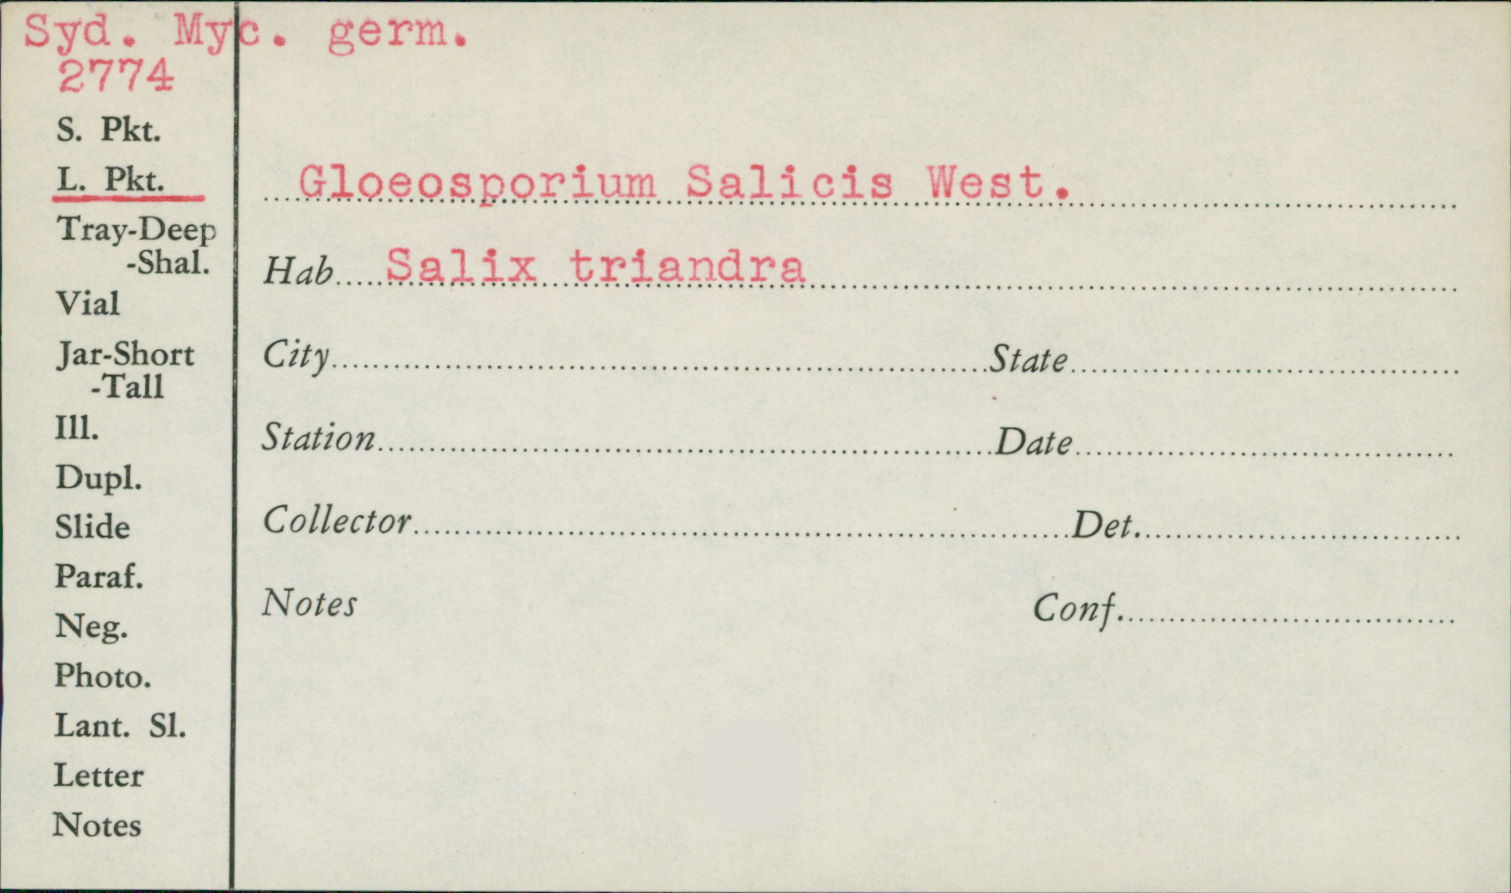 Syd. Myc. germ.
2774
S. Pkt.
L. Pkt.
Tray-Deep
-Shal.
Vial
Jar-Short
-Tall
Ill.
Dupl.
Slide
Paraf.
Neg.
Photo.
Lant. Sl.
Letter
Notes
Gloeosporium Salicis West.
Hab. Salix triandra
City State
Station Date
Collector Det.
Notes Conf.